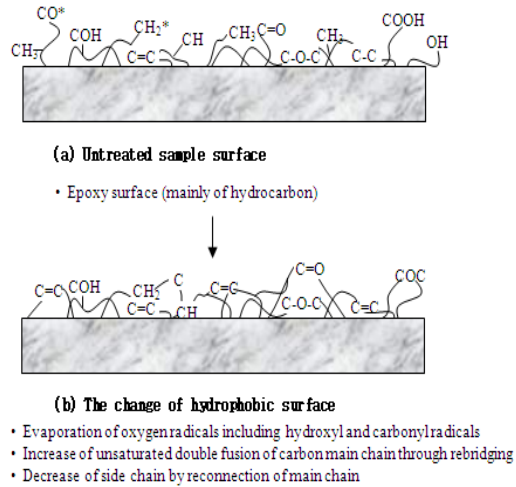 CO* CH₂* CH₃C=O COOH
CH₃ COH C=C CH C-O-C CH₂ C-C OH
(a) Untreated sample surface
• Epoxy surface (mainly of hydrocarbon)
C=C COH CH₂ C C=C C=O COC
C=C CH C-O-C C=C
(b) The change of hydrophobic surface
• Evaporation of oxygen radicals including hydroxyl and carbonyl radicals
• Increase of unsaturated double fusion of carbon main chain through rebridging
• Decrease of side chain by reconnection of main chain